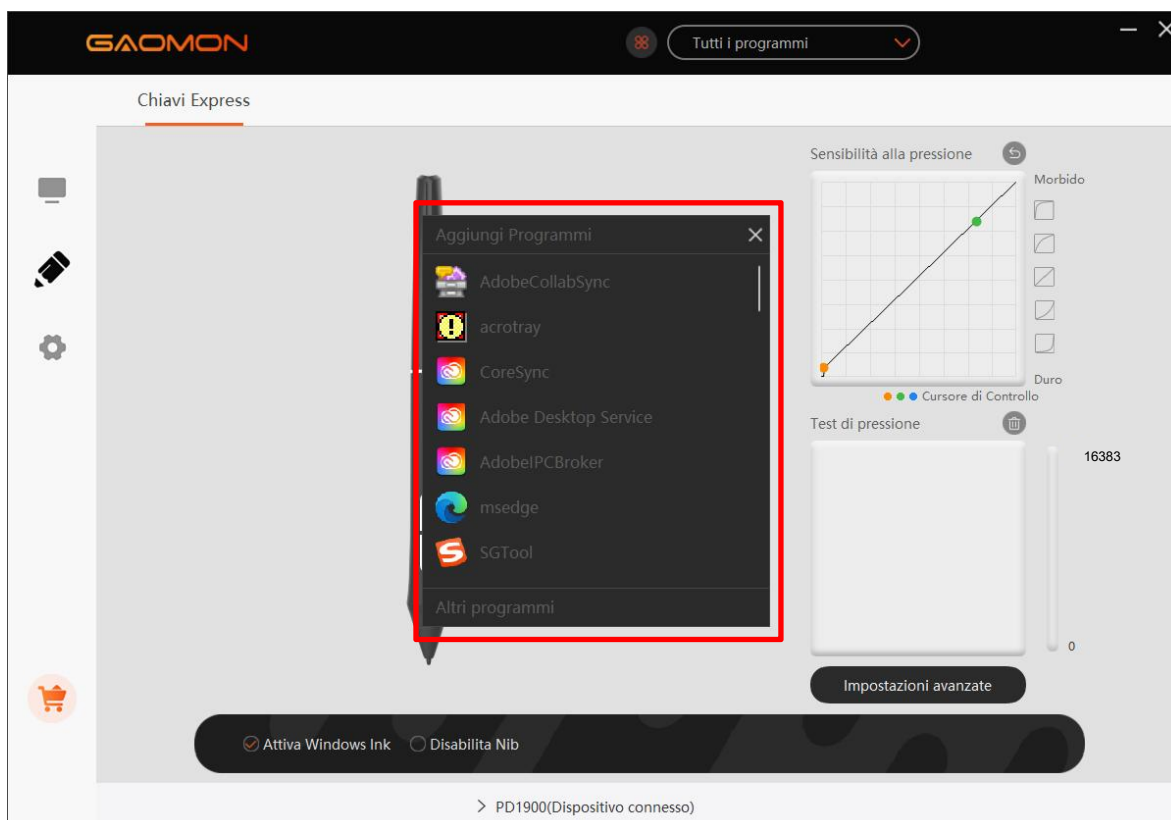 GAOMON
Tutti i programmi
Chiavi Express
Sensibilità alla pressione
Morbido
Aggiungi Programmi
AdobeCollabSync
acrotray
CoreSync
Adobe Desktop Service
AdobeIPCBroker
msedge
SGTool
Altri programmi
Duro
Cursore di Controllo
Test di pressione
16383
0
Impostazioni avanzate
Attiva Windows Ink
Disabilita Nib
PD1900(Dispositivo connesso)